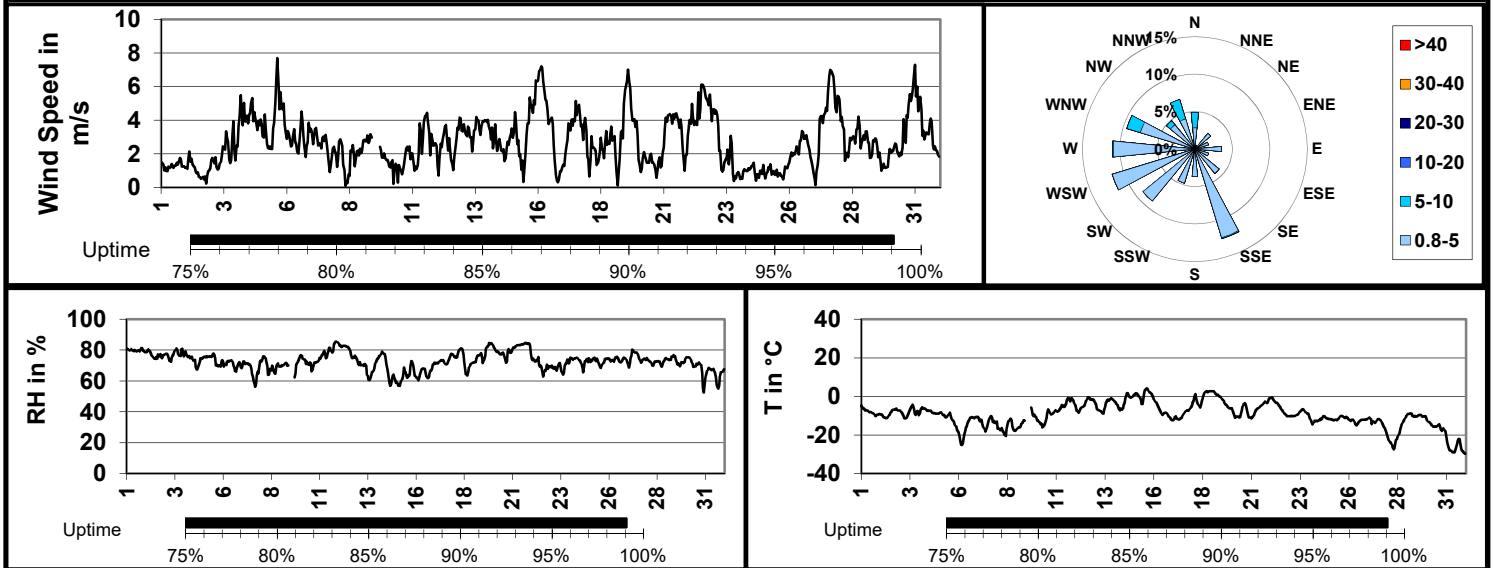 Wind Speed in
m/s
10
8
6
4
2
0
1 3 6 8 11 13 16 18 21 23 26 28 31
Uptime
75% 80% 85% 90% 95% 100%
N
NNW 15% NNE
NW 10% NE
WNW 5% ENE
W 0% E
WSW ESE
SW SE
SSW SSE
S
>40
30-40
20-30
10-20
5-10
0.8-5
RH in %
100
80
60
40
20
0
1 3 6 8 11 13 16 18 21 23 26 28 31
Uptime
75% 80% 85% 90% 95% 100%
T in °C
40
20
0
-20
-40
1 3 6 8 11 13 16 18 21 23 26 28 31
Uptime
75% 80% 85% 90% 95% 100%